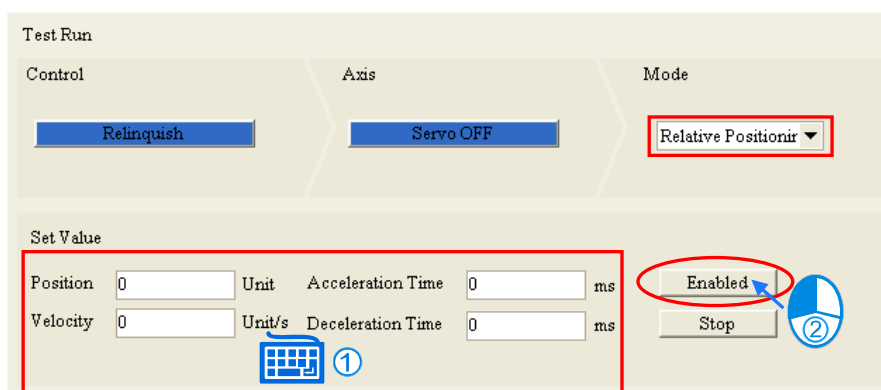 Test Run
Control Axis Mode
Relinquish Servo OFF Relative Positionir
Set Value
Position 0 Unit Acceleration Time 0 ms Enabled
Velocity 0 Unit/s Deceleration Time 0 ms Stop
① ②